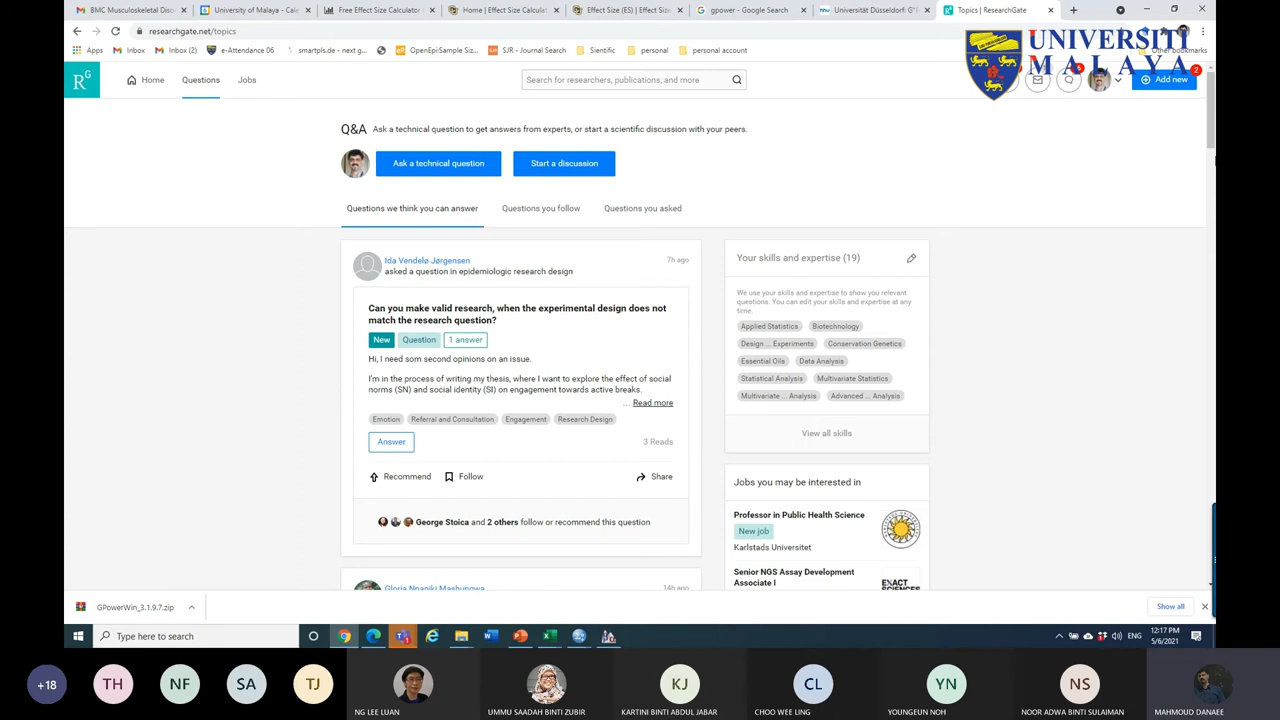 BMC Musculoskeletal Diso
University of Malaya - Cale
Free Effect Size Calculator
Home | Effect Size Calcula
Effect Size (ES) | Effect Size
gpower - Google Search
Universität Düsseldorf: G*P
Topics | ResearchGate
researchgate.net/topics
Apps
Inbox
Inbox (2)
e-Attendance 06
smartpls.de - next g...
OpenEpi:Sample Siz...
SJR - Journal Search
Sientific
personal
personal account
Other bookmarks
UNIVERSITI
MALAYA
RG
Home
Questions
Jobs
Search for researchers, publications, and more
Add new
2
Q&A Ask a technical question to get answers from experts, or start a scientific discussion with your peers.
Ask a technical question
Start a discussion
Questions we think you can answer
Questions you follow
Questions you asked
Ida Vendelø Jørgensen
7h ago
asked a question in epidemiologic research design
Can you make valid research, when the experimental design does not
match the research question?
New Question 1 answer
Hi, I need som second opinions on an issue.
I'm in the process of writing my thesis, where I want to explore the effect of social
norms (SN) and social identity (SI) on engagement towards active breaks.
... Read more
Emotion Referral and Consultation Engagement Research Design
Answer
3 Reads
Recommend Follow Share
George Stoica and 2 others follow or recommend this question
14h ago
Your skills and expertise (19)
We use your skills and expertise to show you relevant
questions. You can edit your skills and expertise at any
time.
Applied Statistics Biotechnology
Design ... Experiments Conservation Genetics
Essential Oils Data Analysis
Statistical Analysis Multivariate Statistics
Multivariate ... Analysis Advanced ... Analysis
View all skills
Jobs you may be interested in
Professor in Public Health Science
New job
Karlstads Universitet
Senior NGS Assay Development
Associate I
EXACT
SCIENCES
GPowerWin_3.1.9.7.zip
Show all
Type here to search
ENG
12:17 PM
5/6/2021
+18
TH
NF
SA
TJ
NG LEE LUAN
UMMU SAADAH BINTI ZUBIR
KJ
KARTINI BINTI ABDUL JABAR
CL
CHOO WEE LING
YN
YOUNGEUN NOH
NS
NOOR ADWA BINTI SULAIMAN
MAHMOUD DANAEE